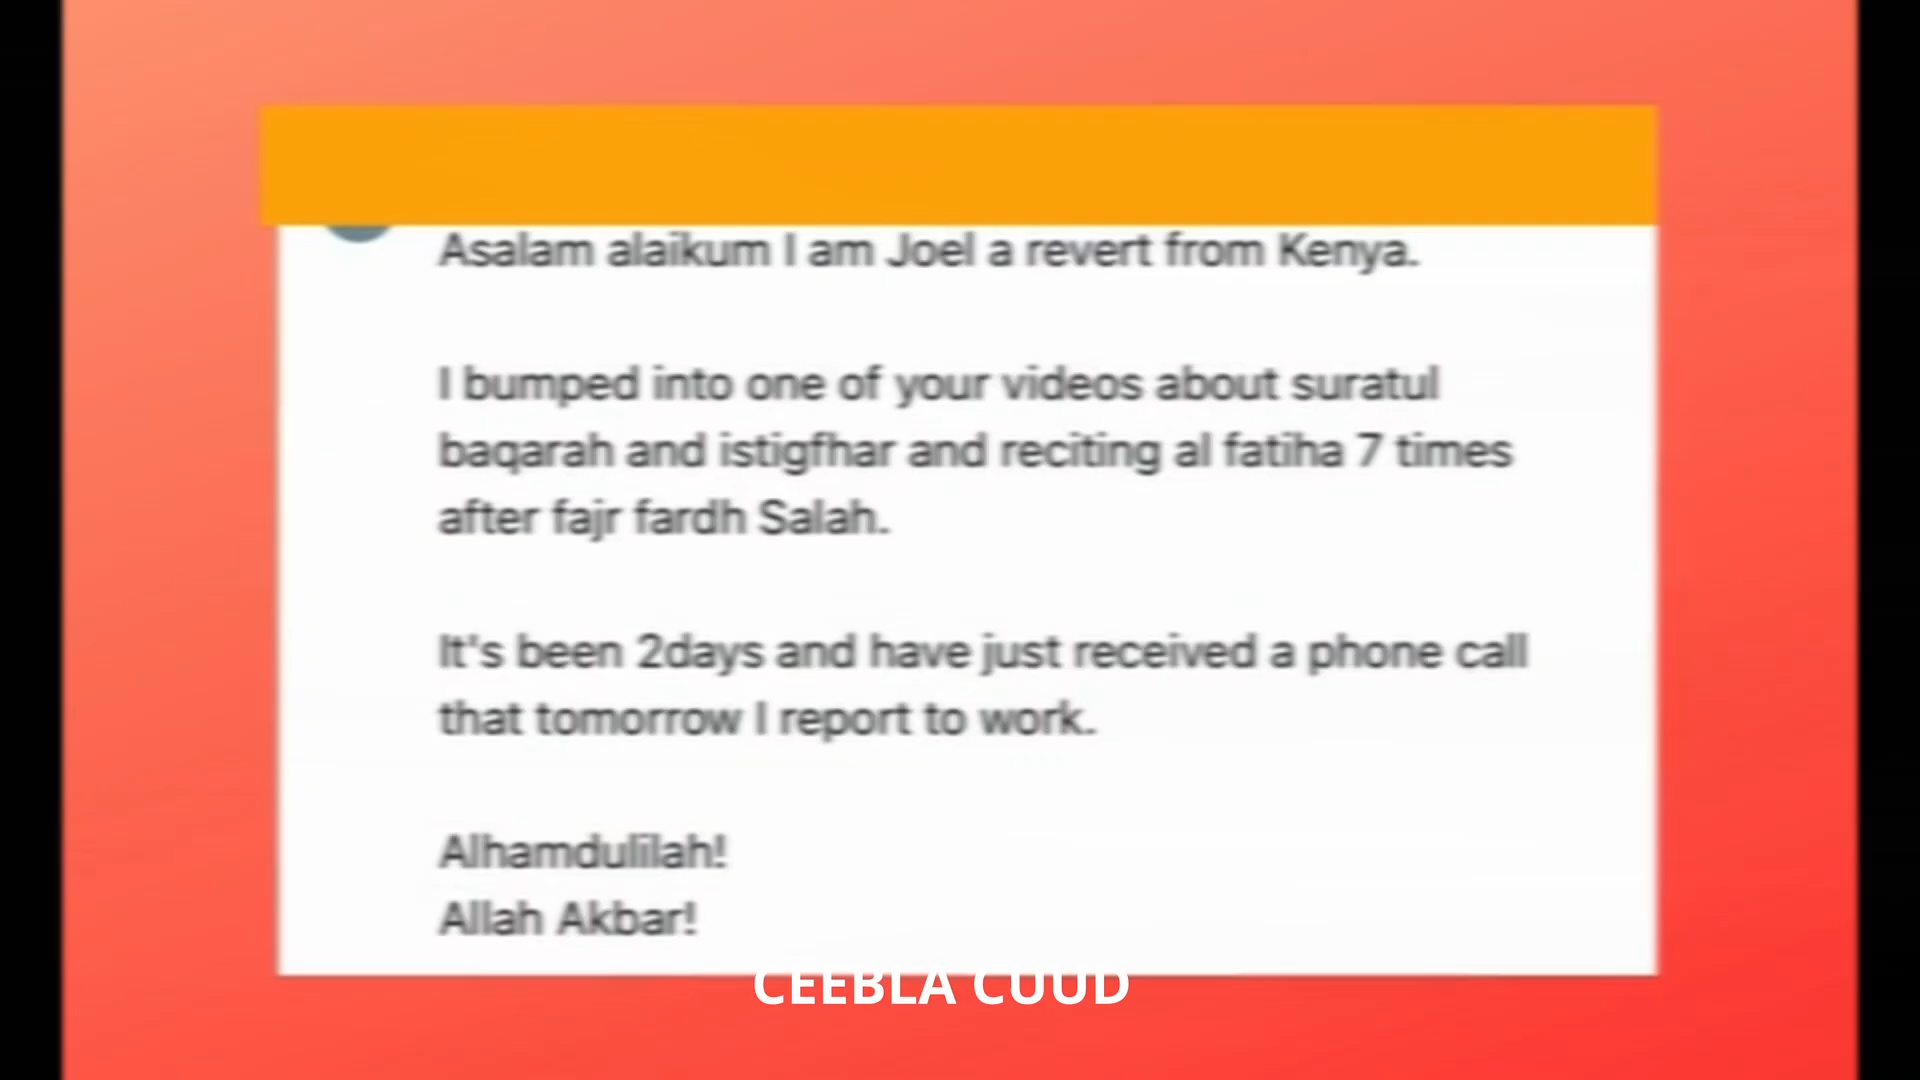 Asalam alaikum I am Joel a revert from Kenya.
I bumped into one of your videos about suratul
baqarah and istigfhar and reciting al fatiha 7 times
after fajr fardh Salah.
It's been 2days and have just received a phone call
that tomorrow I report to work.
Alhamdulilah!
Allah Akbar!
CEEBLA CUUD